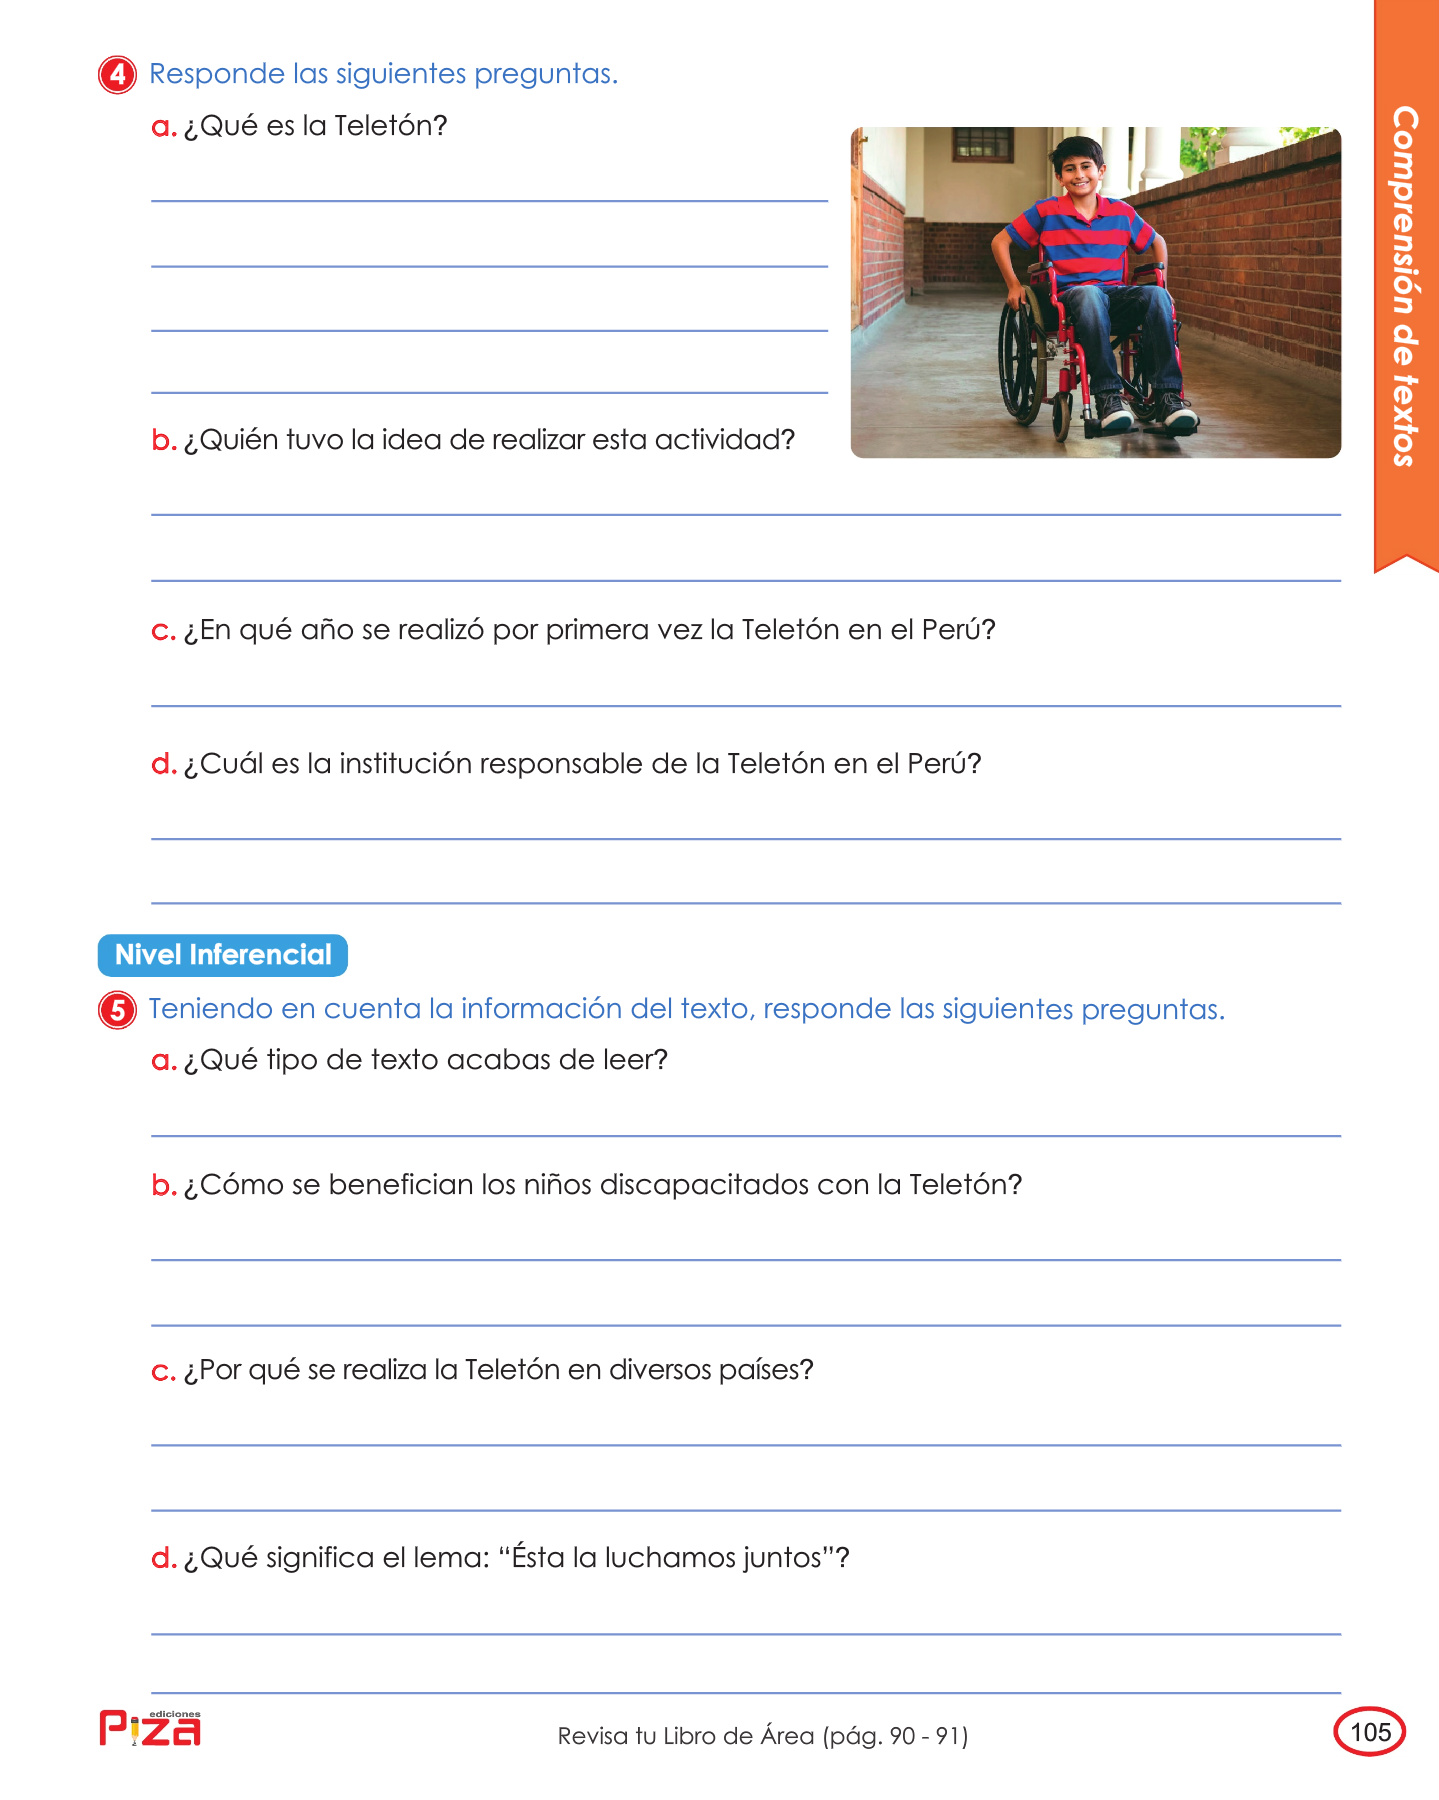 4 Responde las siguientes preguntas.
a. ¿Qué es la Teletón?
b. ¿Quién tuvo la idea de realizar esta actividad?
c. ¿En qué año se realizó por primera vez la Teletón en el Perú?
d. ¿Cuál es la institución responsable de la Teletón en el Perú?
Comprensión de textos
Nivel Inferencial
5 Teniendo en cuenta la información del texto, responde las siguientes preguntas.
a. ¿Qué tipo de texto acabas de leer?
b. ¿Cómo se benefician los niños discapacitados con la Teletón?
c. ¿Por qué se realiza la Teletón en diversos países?
d. ¿Qué significa el lema: “Ésta la luchamos juntos”?
ediciones
Piza
Revisa tu Libro de Área (pág. 90 - 91)
105